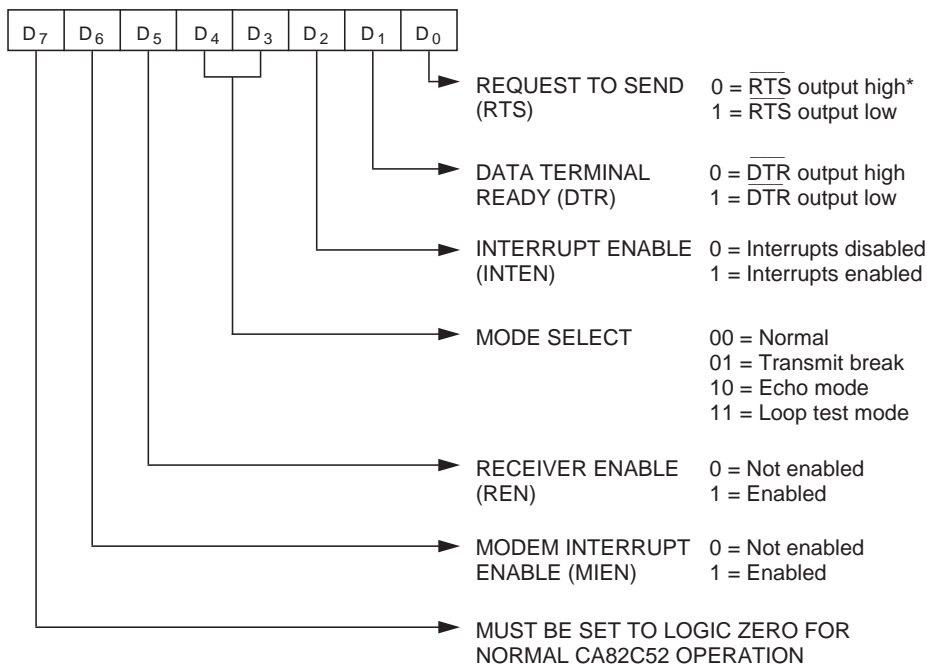 D7 D6 D5 D4 D3 D2 D1 D0
REQUEST TO SEND 0 = R̅T̅S̅ output high*
(RTS) 1 = R̅T̅S̅ output low
DATA TERMINAL 0 = D̅T̅R̅ output high
READY (DTR) 1 = D̅T̅R̅ output low
INTERRUPT ENABLE 0 = Interrupts disabled
(INTEN) 1 = Interrupts enabled
MODE SELECT 00 = Normal
01 = Transmit break
10 = Echo mode
11 = Loop test mode
RECEIVER ENABLE 0 = Not enabled
(REN) 1 = Enabled
MODEM INTERRUPT 0 = Not enabled
ENABLE (MIEN) 1 = Enabled
MUST BE SET TO LOGIC ZERO FOR
NORMAL CA82C52 OPERATION